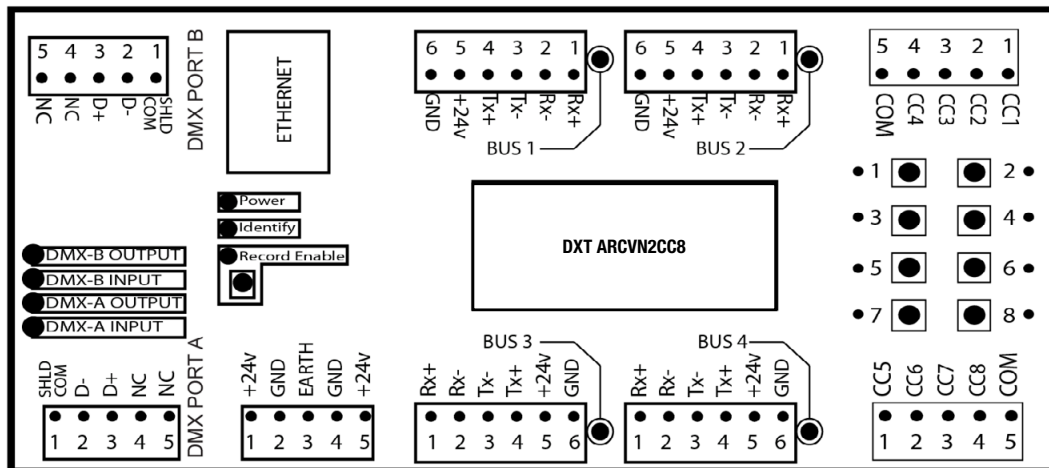 5 4 3 2 1
NC NC D+ D- SHLD COM
DMX PORT B
ETHERNET
6 5 4 3 2 1
GND +24v Tx+ Tx- Rx- Rx+
BUS 1
6 5 4 3 2 1
GND +24v Tx+ Tx- Rx- Rx+
BUS 2
5 4 3 2 1
COM CC4 CC3 CC2 CC1
Power
Identify
Record Enable
DMX-B OUTPUT
DMX-B INPUT
DMX-A OUTPUT
DMX-A INPUT
DXT ARCVN2CC8
1 2
3 4
5 6
7 8
DMX PORT A
SHLD COM D- D+ NC NC
1 2 3 4 5
+24v GND EARTH GND +24v
1 2 3 4 5
BUS 3
Rx+ Rx- Tx- Tx+ +24v GND
1 2 3 4 5 6
BUS 4
Rx+ Rx- Tx- Tx+ +24v GND
1 2 3 4 5 6
CC5 CC6 CC7 CC8 COM
1 2 3 4 5